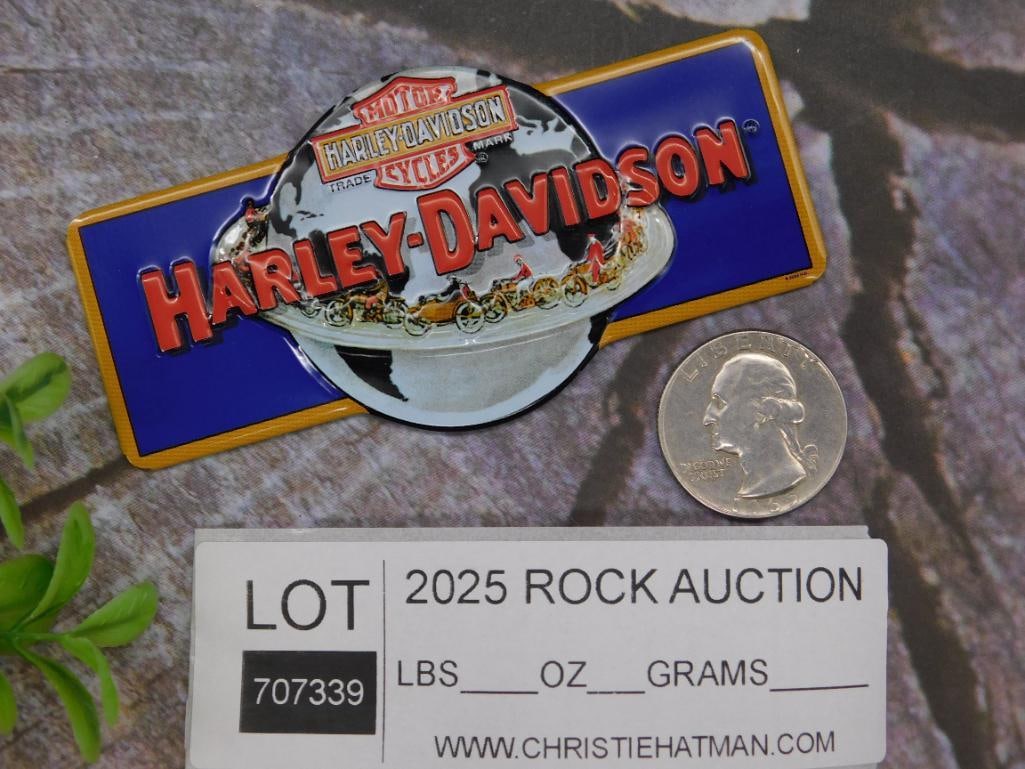 MOTOR
HARLEY-DAVIDSON
CYCLES
TRADE MARK
HARLEY-DAVIDSON
LIBERTY
IN GOD WE
TRUST
LOT
707339
2025 ROCK AUCTION
LBS____OZ___GRAMS_____
WWW.CHRISTIEHATMAN.COM